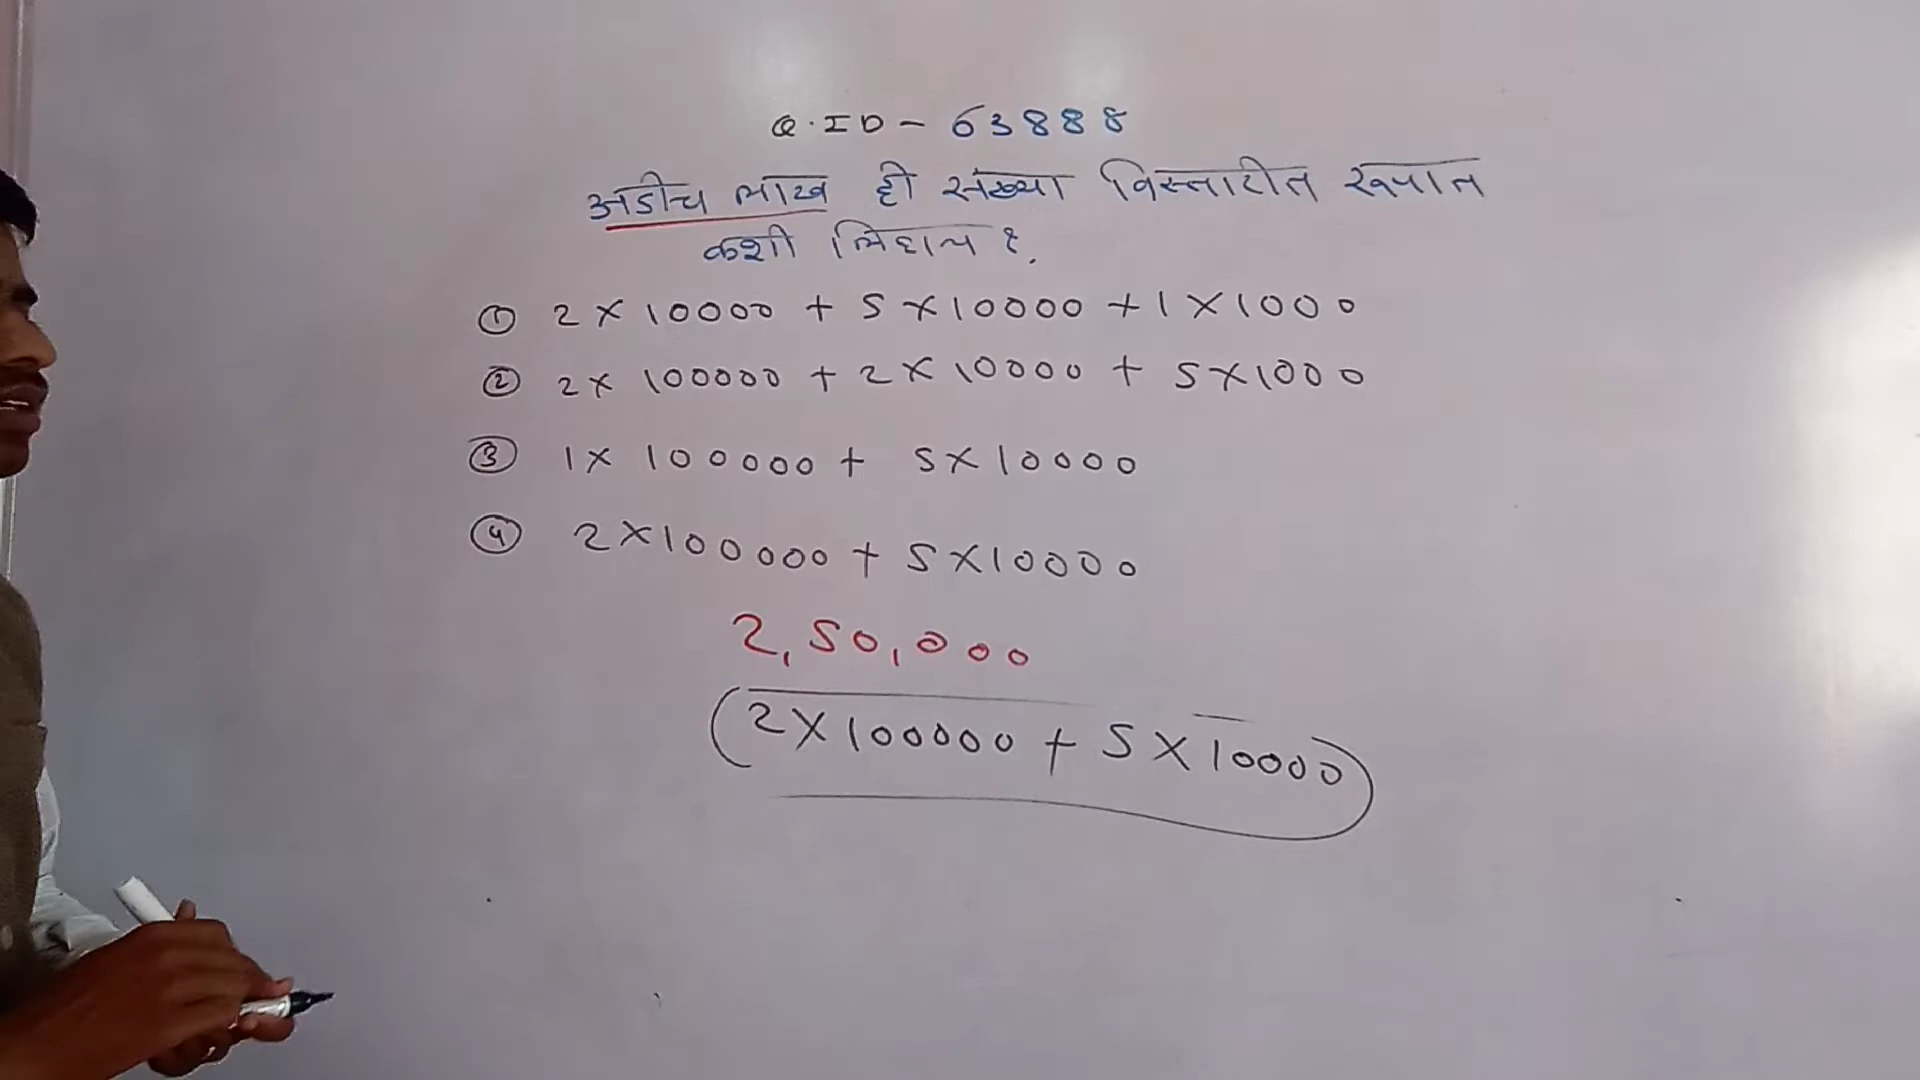 Q.ID - 63888
अडीच लाख ही संख्या विस्तारीत रूपात
कशी लिहाल ?.
① 2 × 10000 + 5 × 10000 + 1 × 1000
② 2 × 100000 + 2 × 10000 + 5 × 1000
③ 1 × 100000 + 5 × 10000
④ 2 × 100000 + 5 × 10000
2,50,000
(2 × 100000 + 5 × 10000)